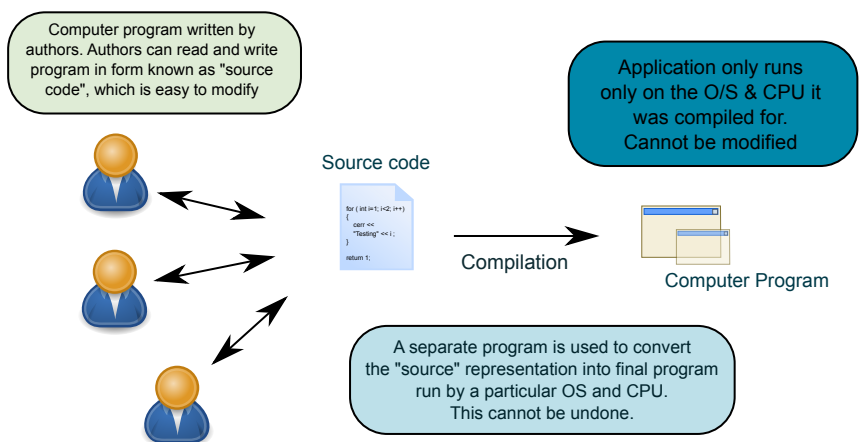 Computer program written by
authors. Authors can read and write
program in form known as "source
code", which is easy to modify
Application only runs
only on the O/S & CPU it
was compiled for.
Cannot be modified
Source code
for ( int i=1; i<2; i++)
{
cerr <<
"Testing" << i ;
}
return 1;
Compilation
Computer Program
A separate program is used to convert
the "source" representation into final program
run by a particular OS and CPU.
This cannot be undone.